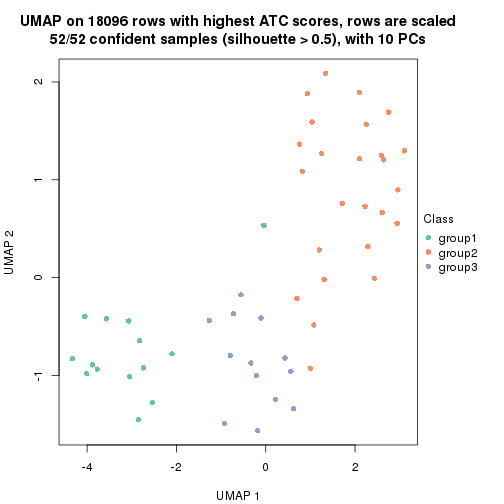 UMAP on 18096 rows with highest ATC scores, rows are scaled
52/52 confident samples (silhouette > 0.5), with 10 PCs
2
1
0
-1
UMAP 2
-4
-2
0
2
UMAP 1
Class
group1
group2
group3